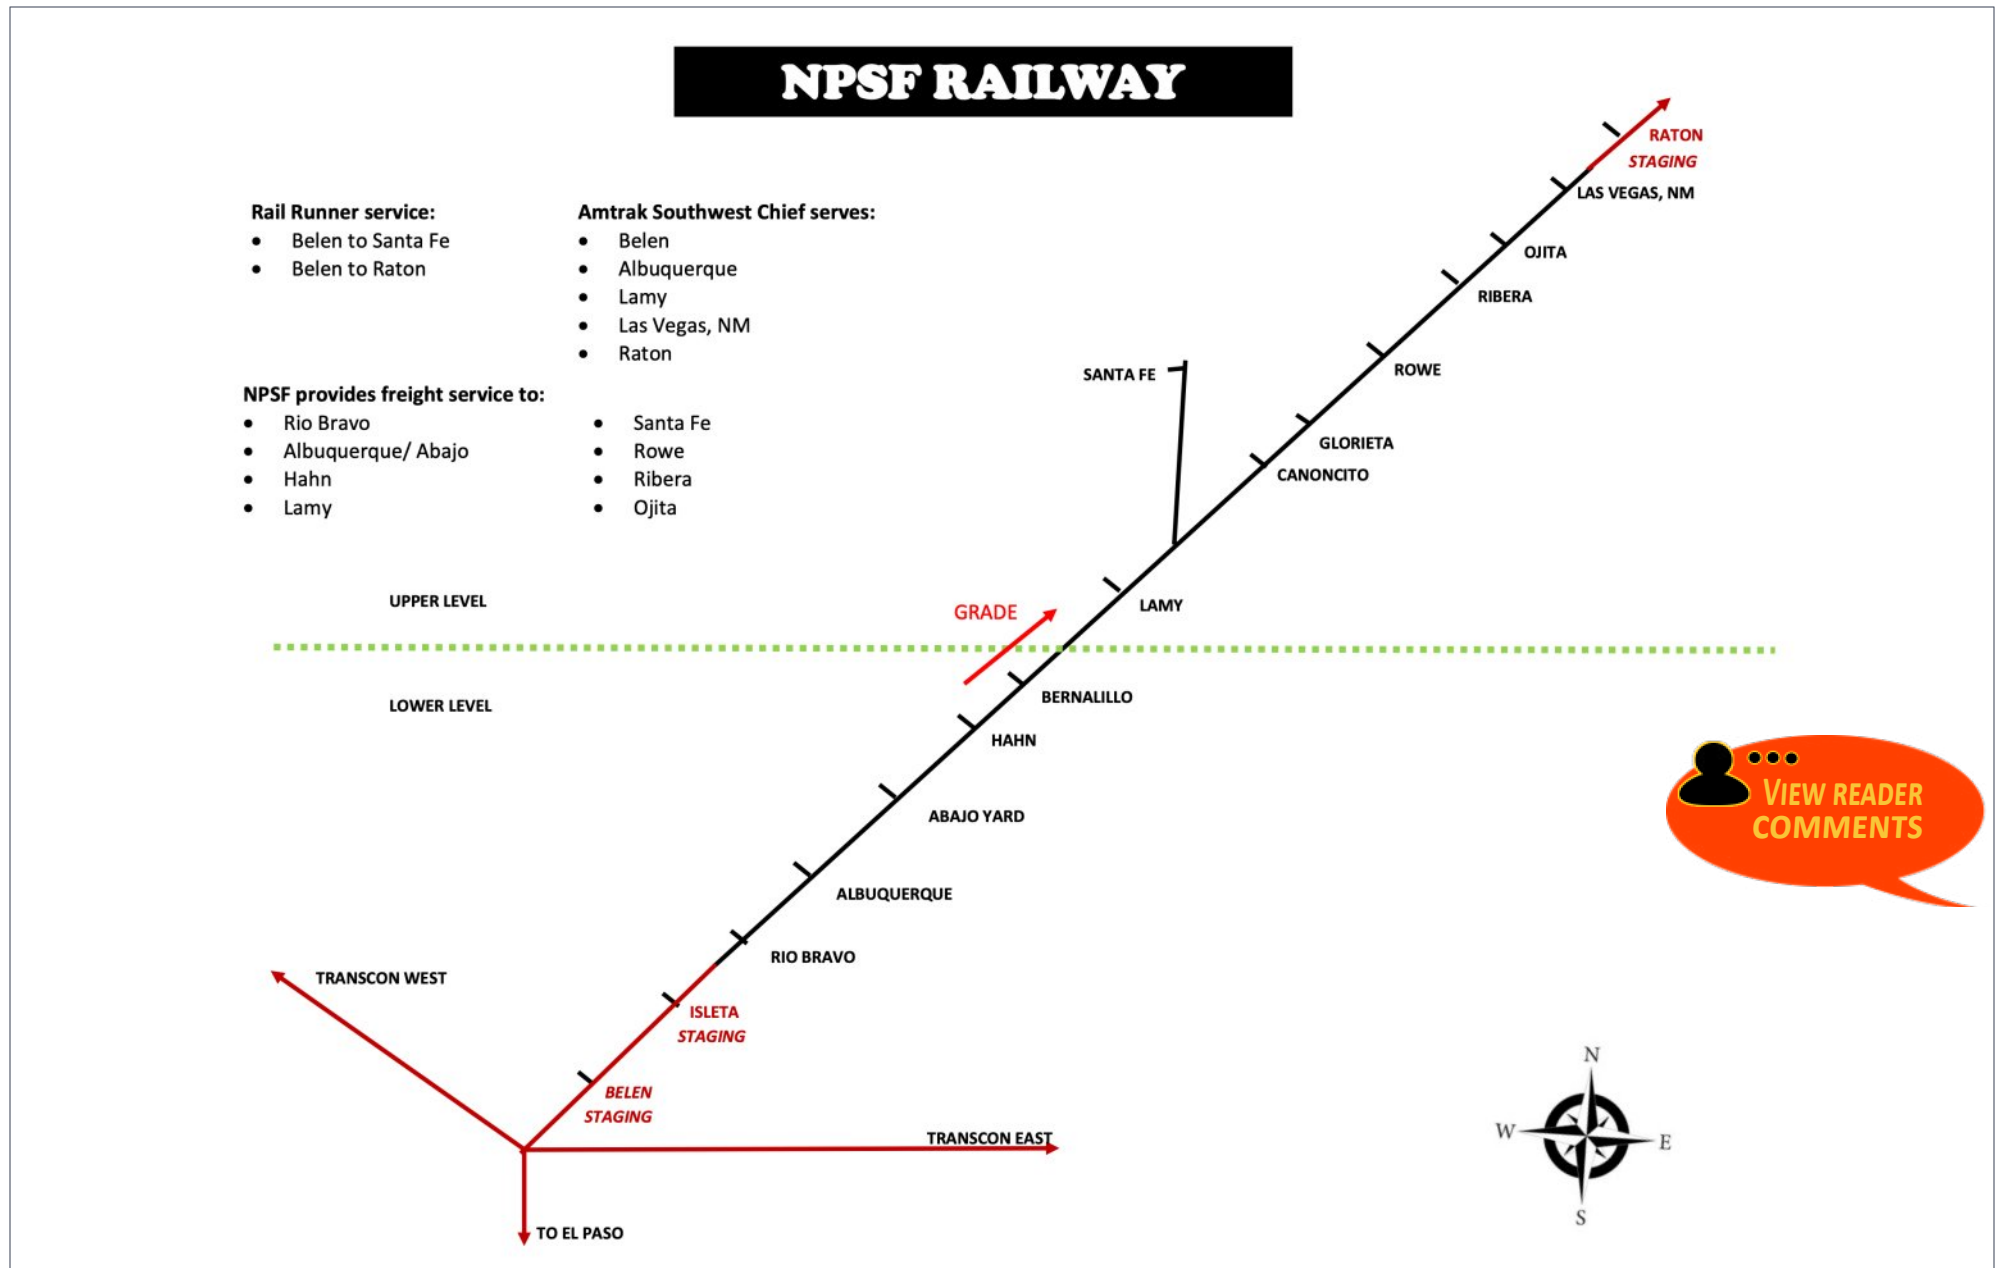 NPSF RAILWAY
Rail Runner service:
• Belen to Santa Fe
• Belen to Raton
Amtrak Southwest Chief serves:
• Belen
• Albuquerque
• Lamy
• Las Vegas, NM
• Raton
NPSF provides freight service to:
• Rio Bravo
• Albuquerque/ Abajo
• Hahn
• Lamy
• Santa Fe
• Rowe
• Ribera
• Ojita
RATON
STAGING
LAS VEGAS, NM
OJITA
RIBERA
ROWE
SANTA FE
GLORIETA
CANONCITO
UPPER LEVEL
GRADE
LAMY
LOWER LEVEL
BERNALILLO
HAHN
ABAJO YARD
ALBUQUERQUE
RIO BRAVO
TRANSCON WEST
ISLETA
STAGING
BELEN
STAGING
TRANSCON EAST
TO EL PASO
VIEW READER
COMMENTS
N
W
E
S